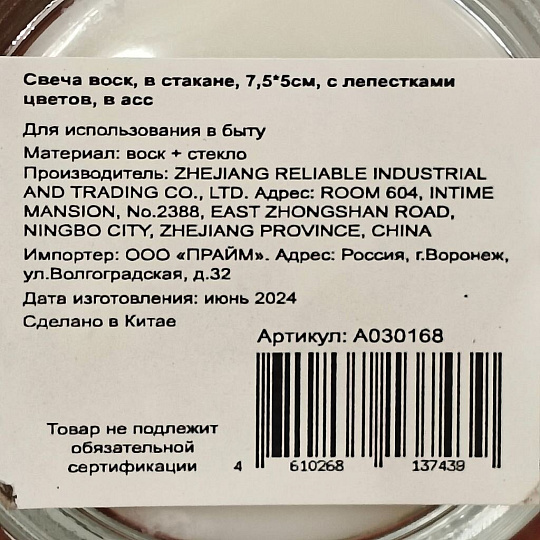 Свеча воск, в стакане, 7,5*5см, с лепестками
цветов, в асс
Для использования в быту
Материал: воск + стекло
Производитель: ZHEJIANG RELIABLE INDUSTRIAL
AND TRADING CO., LTD. Адрес: ROOM 604, INTIME
MANSION, No.2388, EAST ZHONGSHAN ROAD,
NINGBO CITY, ZHEJIANG PROVINCE, CHINA
Импортер: ООО «ПРАЙМ». Адрес: Россия, г.Воронеж,
ул.Волгоградская, д.32
Дата изготовления: июнь 2024
Сделано в Китае
Артикул: A030168
Товар не подлежит
обязательной
сертификации
4 610268 137439